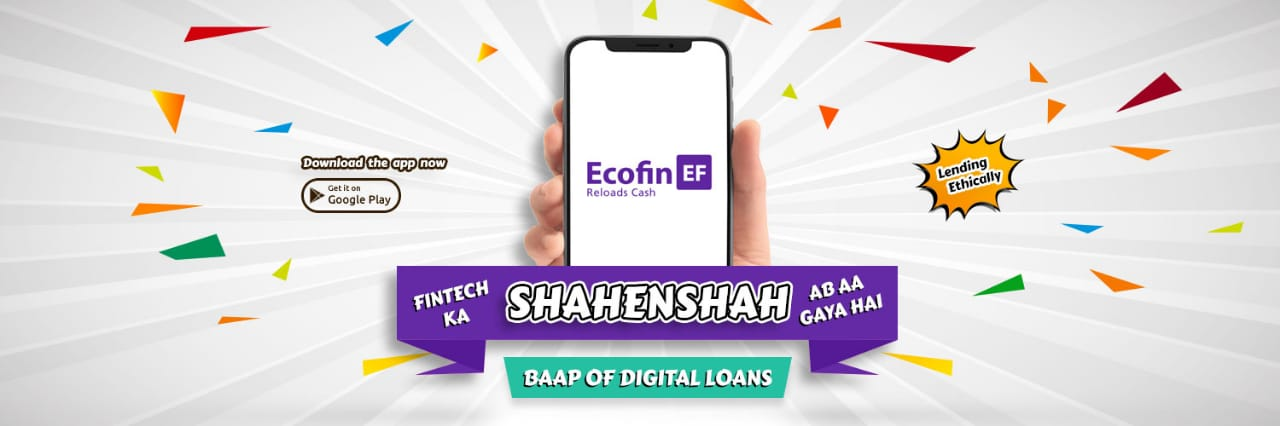 Download the app now
Get it on
Google Play
Ecofin EF
Reloads Cash
Lending
Ethically
FINTECH
KA
SHAHENSHAH
AB AA
GAYA HAI
BAAP OF DIGITAL LOANS